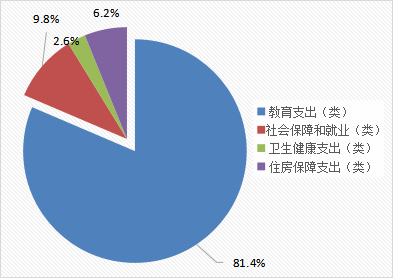 9.8%
6.2%
2.6%
教育支出（类）
社会保障和就业（类）
卫生健康支出（类）
住房保障支出（类）
81.4%